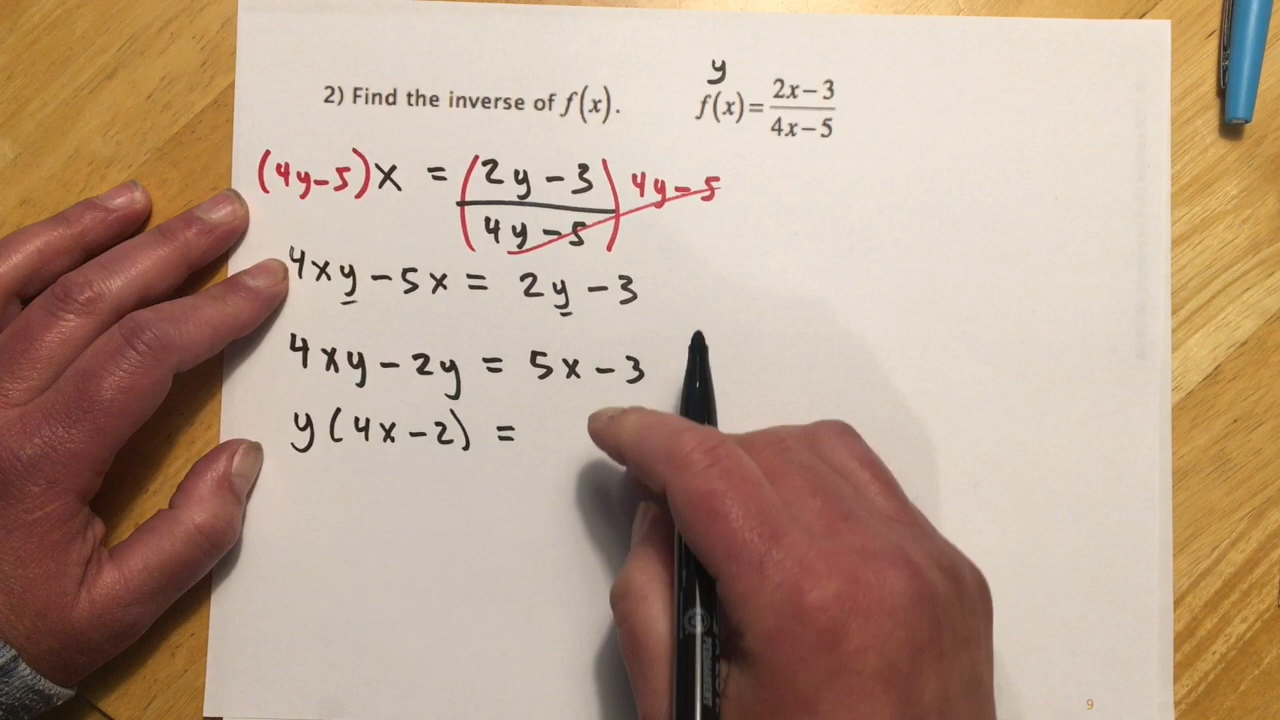 2) Find the inverse of f(x).
y
f(x)= 2x-3 / 4x-5
(4y-5)x = (2y-3 / 4y-5) 4y-5
4xy-5x = 2y-3
4xy-2y = 5x-3
y(4x-2) =
9